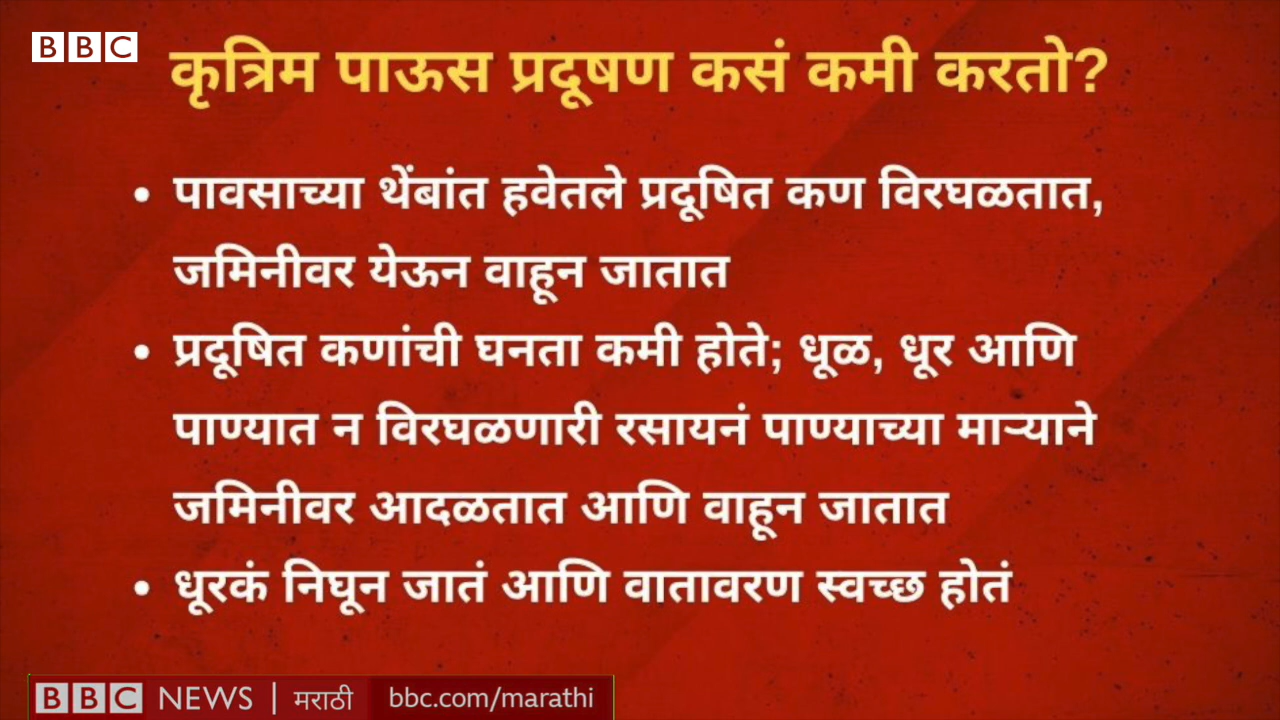 BBC
कृत्रिम पाऊस प्रदूषण कसं कमी करतो?
• पावसाच्या थेंबांत हवेतले प्रदूषित कण विरघळतात,
जमिनीवर येऊन वाहून जातात
• प्रदूषित कणांची घनता कमी होते; धूळ, धूर आणि
पाण्यात न विरघळणारी रसायनं पाण्याच्या माऱ्याने
जमिनीवर आदळतात आणि वाहून जातात
• धूरकं निघून जातं आणि वातावरण स्वच्छ होतं
BBC NEWS | मराठी bbc.com/marathi